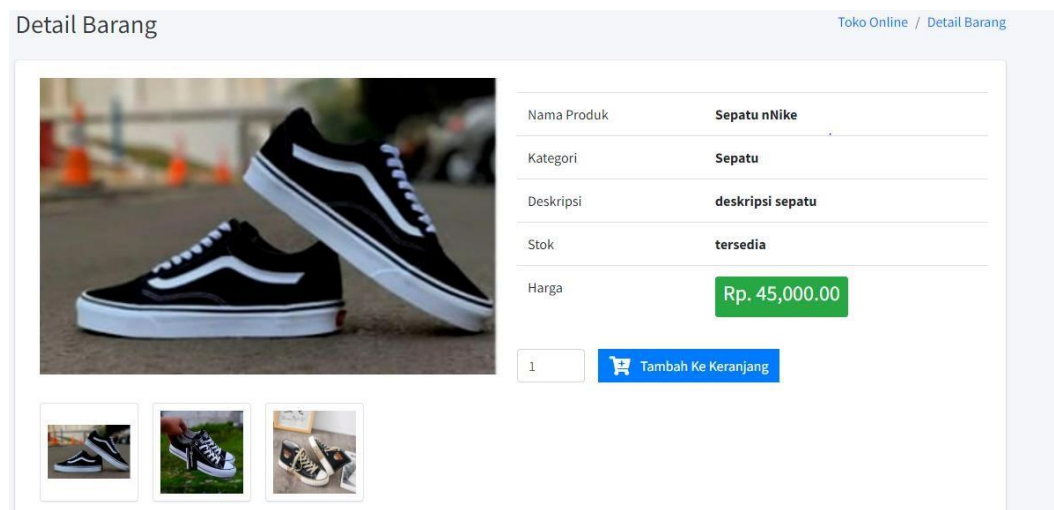 Detail Barang
Toko Online / Detail Barang
Nama Produk Sepatu nNike
Kategori Sepatu
Deskripsi deskripsi sepatu
Stok tersedia
Harga Rp. 45,000.00
1 Tambah Ke Keranjang